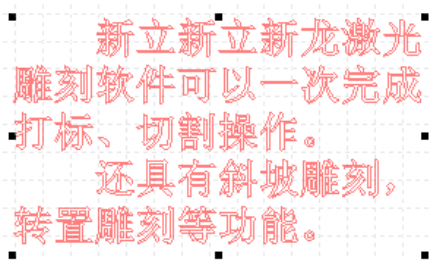 新立新立新龙激光
雕刻软件可以一次完成
打标、切割操作。
还具有斜坡雕刻,
转置雕刻等功能。